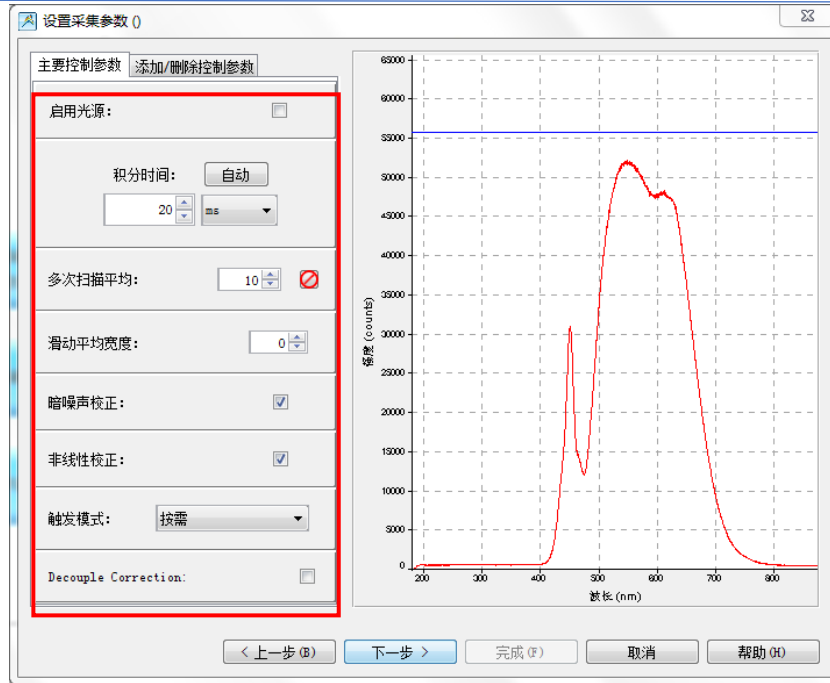 设置采集参数 ()
主要控制参数 添加/删除控制参数
启用光源:
积分时间: 自动
20 ms
多次扫描平均: 10
滑动平均宽度: 0
暗噪声校正:
非线性校正:
触发模式: 按需
Decouple Correction:
65000
60000
55000
50000
45000
40000
35000
30000
25000
20000
15000
10000
5000
0
强度 (counts)
200 300 400 500 600 700 800
波长 (nm)
< 上一步(B) 下一步 > 完成(F) 取消 帮助(H)